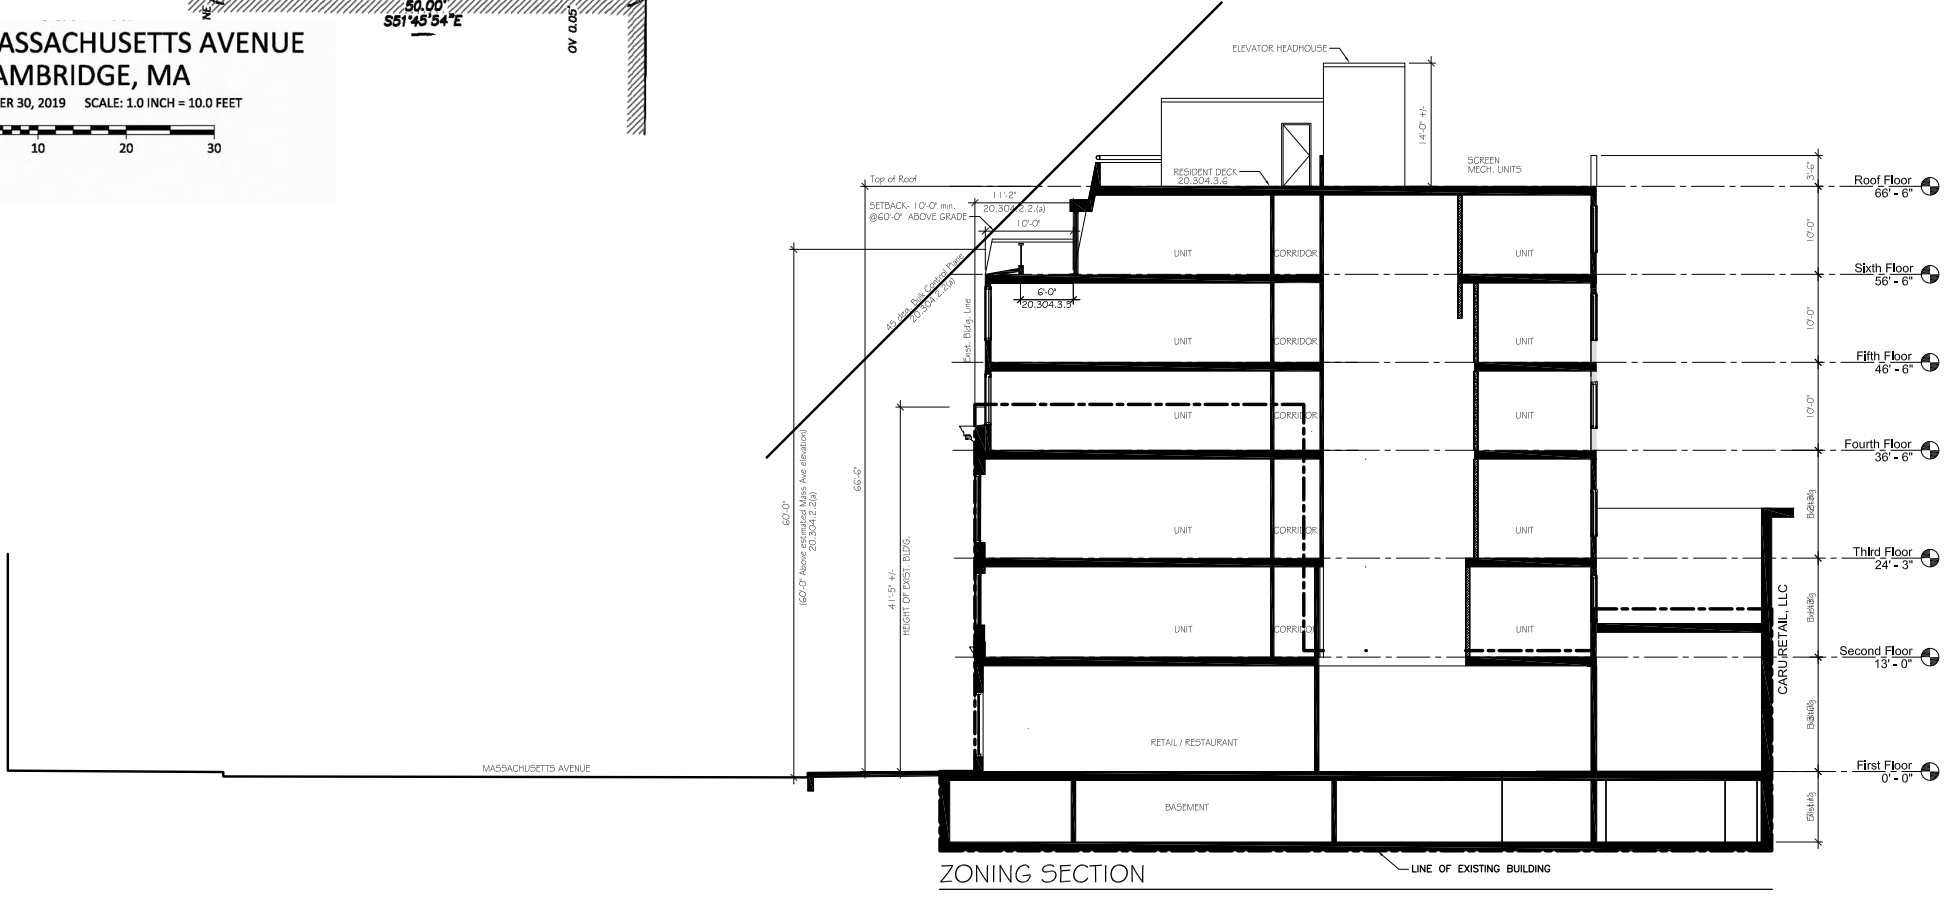 50.00'
S51°45'54"E
OV 0.05'
ASSACHUSETTS AVENUE
AMBRIDGE, MA
ER 30, 2019 SCALE: 1.0 INCH = 10.0 FEET
10 20 30
ELEVATOR HEADHOUSE
14'-0" +/-
SCREEN
MECH. UNITS
RESIDENT DECK
20.304.3.6
Top of Roof
11'-2"
20.304.2.2.(a)
SETBACK- 10'-0" min.
@60'-0" ABOVE GRADE
10'-0"
6'-0"
20.304.3.5
45 deg. Bulk Control Plane
20.304.2.2(a)
Exist. Bldg. Line
60'-0"
(60'-0" Above estimated Mass Ave elevation)
20.304.2.2(a)
66'-6"
41'-5" +/-
HEIGHT OF EXIST. BLDG.
UNIT CORRIDOR UNIT
UNIT CORRIDOR UNIT
UNIT CORRIDOR UNIT
UNIT CORRIDOR UNIT
UNIT CORRIDOR UNIT
RETAIL / RESTAURANT
MASSACHUSETTS AVENUE
BASEMENT
3'-6"
10'-0"
10'-0"
10'-0"
Existing
CARU RETAIL, LLC
Roof Floor
66' - 6"
Sixth Floor
56' - 6"
Fifth Floor
46' - 6"
Fourth Floor
36' - 6"
Third Floor
24' - 3"
Second Floor
13' - 0"
First Floor
0' - 0"
ZONING SECTION
LINE OF EXISTING BUILDING